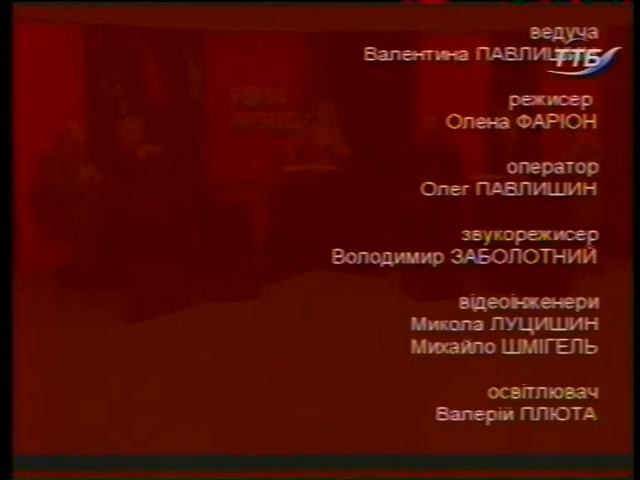 ведуча
Валентина
ТТБ
режисер
Олена ФАРІОН
оператор
Олег ПАВЛИШИН
звукорежисер
Володимир ЗАБОЛОТНИЙ
відеоінженери
Микола ЛУЦИШИН
Михайло ШМІГЕЛЬ
освітлювач
Валерій ПЛЮТА